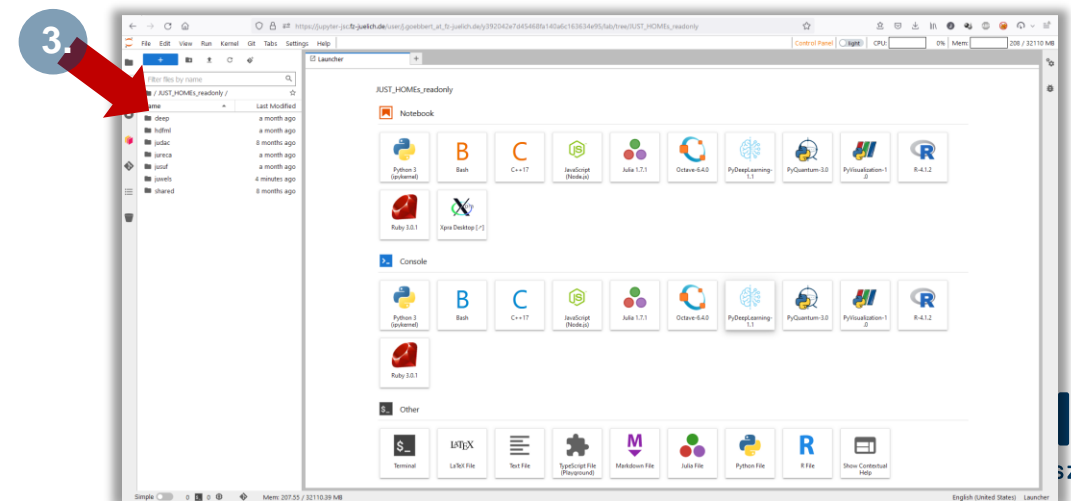 3.
https://jupyter-jsc.fz-juelich.de/user/j.goebbert_at_fz-juelich.de/y392042e7d45468fa140a6c163634e95/lab/tree/JUST_HOMEs_readonly
File Edit View Run Kernel Git Tabs Settings Help
Control Panel light CPU: 0% Mem: 208 / 32110 MB
+
Launcher +
Filter files by name
/ JUST_HOMEs_readonly /
Last Modified
deep a month ago
hdfml a month ago
judac 8 months ago
jureca a month ago
jusuf a month ago
juwels 4 minutes ago
shared 8 months ago
JUST_HOMEs_readonly
Notebook
B C JS R
Python 3 Bash C++17 JavaScript Julia 1.7.1 Octave-6.4.0 PyDeepLearning- PyQuantum-3.0 PyVisualization-1 R-4.1.2
(ipykernel) (Node.js) 1.1 .0
Ruby 3.0.1 Xpra Desktop [↗]
>_ Console
B C JS R
Python 3 Bash C++17 JavaScript Julia 1.7.1 Octave-6.4.0 PyDeepLearning- PyQuantum-3.0 PyVisualization-1 R-4.1.2
(ipykernel) (Node.js) 1.1 .0
Ruby 3.0.1
$_ Other
$_ LaTeX M R
Terminal LaTeX File Text File TypeScript File Markdown File Julia File Python File R File Show Contextual
(Playground) Help
Simple 0 0 Mem: 207.55 / 32110.39 MB
English (United States) Launcher